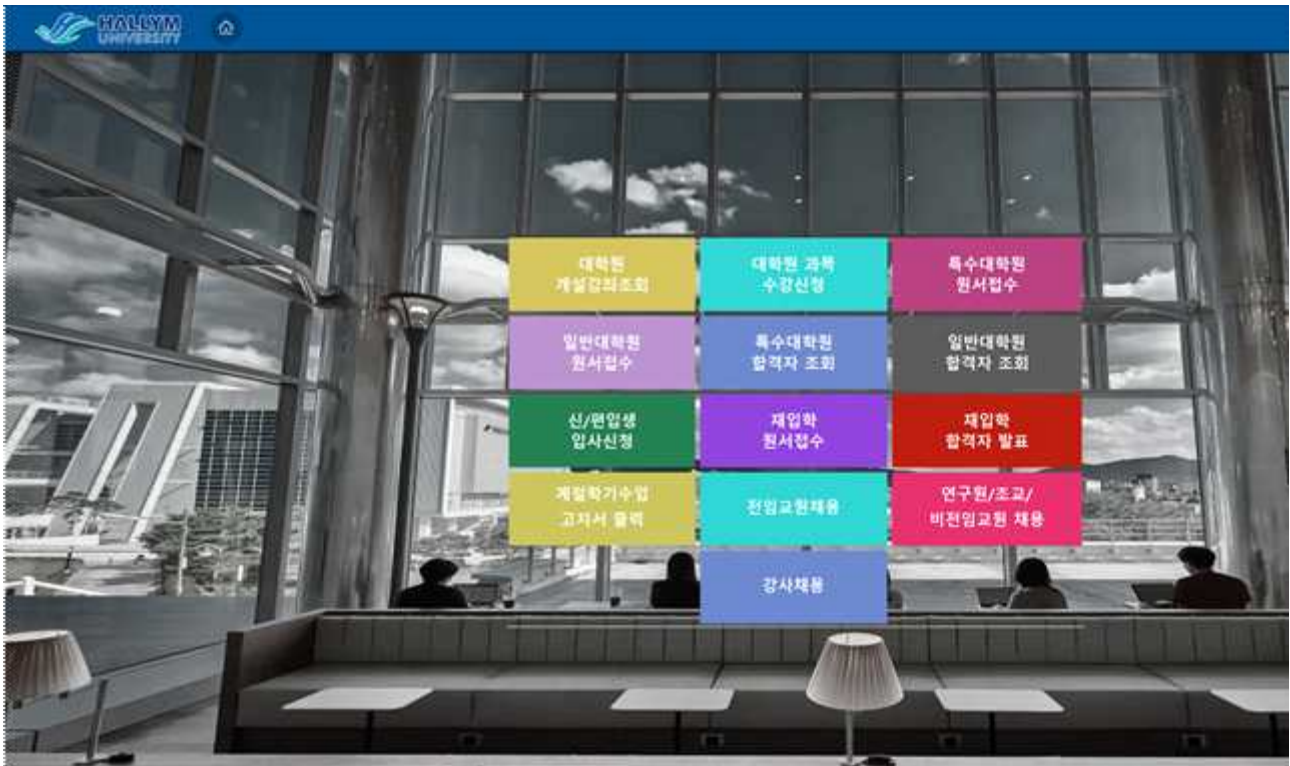 HALLYM
UNIVERSITY
대학원
개설강좌조회
대학원 과목
수강신청
특수대학원
원서접수
일반대학원
원서접수
특수대학원
합격자 조회
일반대학원
합격자 조회
신/편입생
입사신청
재입학
원서접수
재입학
합격자 발표
계절학기수업
고지서 출력
전임교원채용
연구원/조교/
비전임교원 채용
강사채용